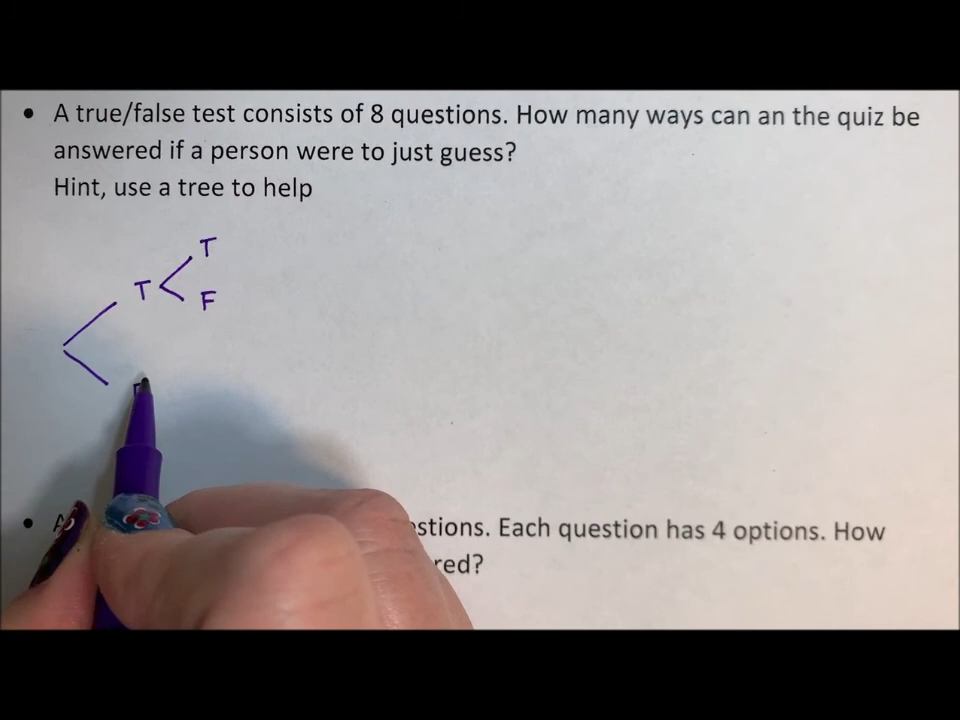 • A true/false test consists of 8 questions. How many ways can an the quiz be
answered if a person were to just guess?
Hint, use a tree to help
T
T
F
• A estions. Each question has 4 options. How
red?